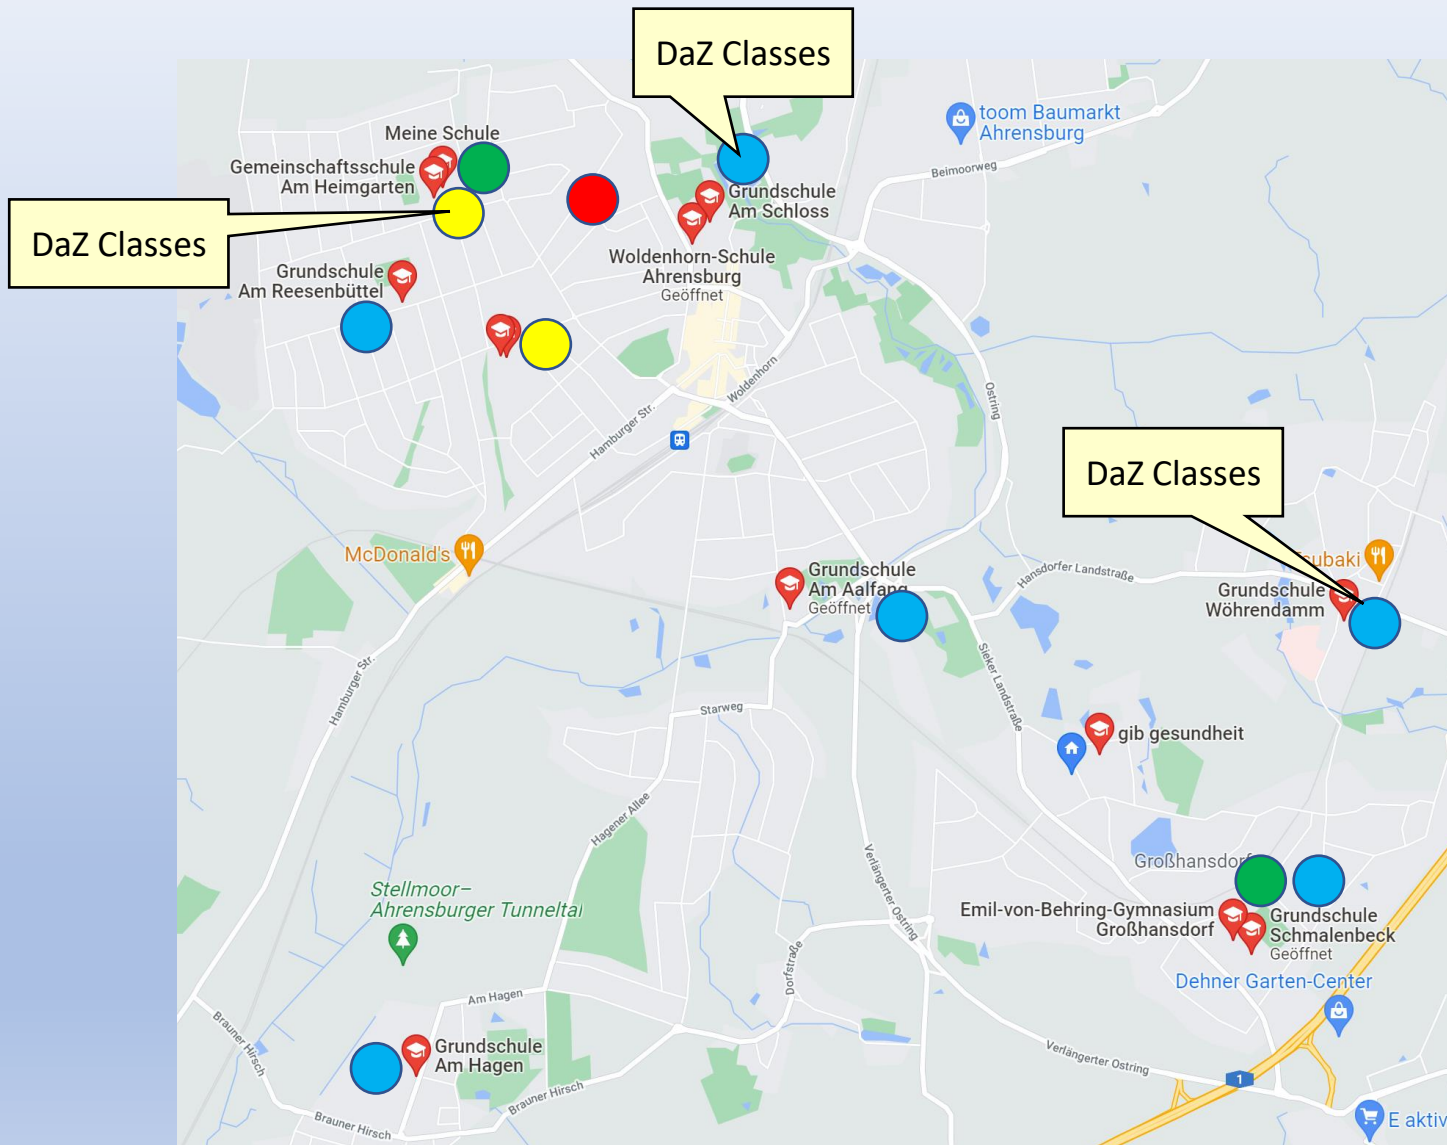 DaZ Classes
toom Baumarkt
Ahrensburg
Meine Schule
Gemeinschaftsschule
Am Heimgarten
Beimoorweg
Grundschule
Am Schloss
DaZ Classes
Woldenhorn-Schule
Ahrensburg
Geöffnet
Grundschule
Am Reesenbüttel
Woldenhorn
Ostring
Hamburger Str.
DaZ Classes
McDonald's
subaki
Grundschule
Am Aalfang
Geöffnet
Hansdorfer Landstraße
Grundschule
Wöhrendamm
Sieker Landstraße
Hamburger Str.
Starweg
gib gesundheit
Hagener Allee
Verlängerter Ostring
Großhansdorf
Stellmoor–
Ahrensburger Tunneltal
Emil-von-Behring-Gymnasium
Großhansdorf
Grundschule
Schmalenbeck
Geöffnet
Dorfstraße
Dehner Garten-Center
Am Hagen
Brauner Hirsch
Grundschule
Am Hagen
Verlängerter Ostring
1
Brauner Hirsch
Brauner Hirsch
E aktiv